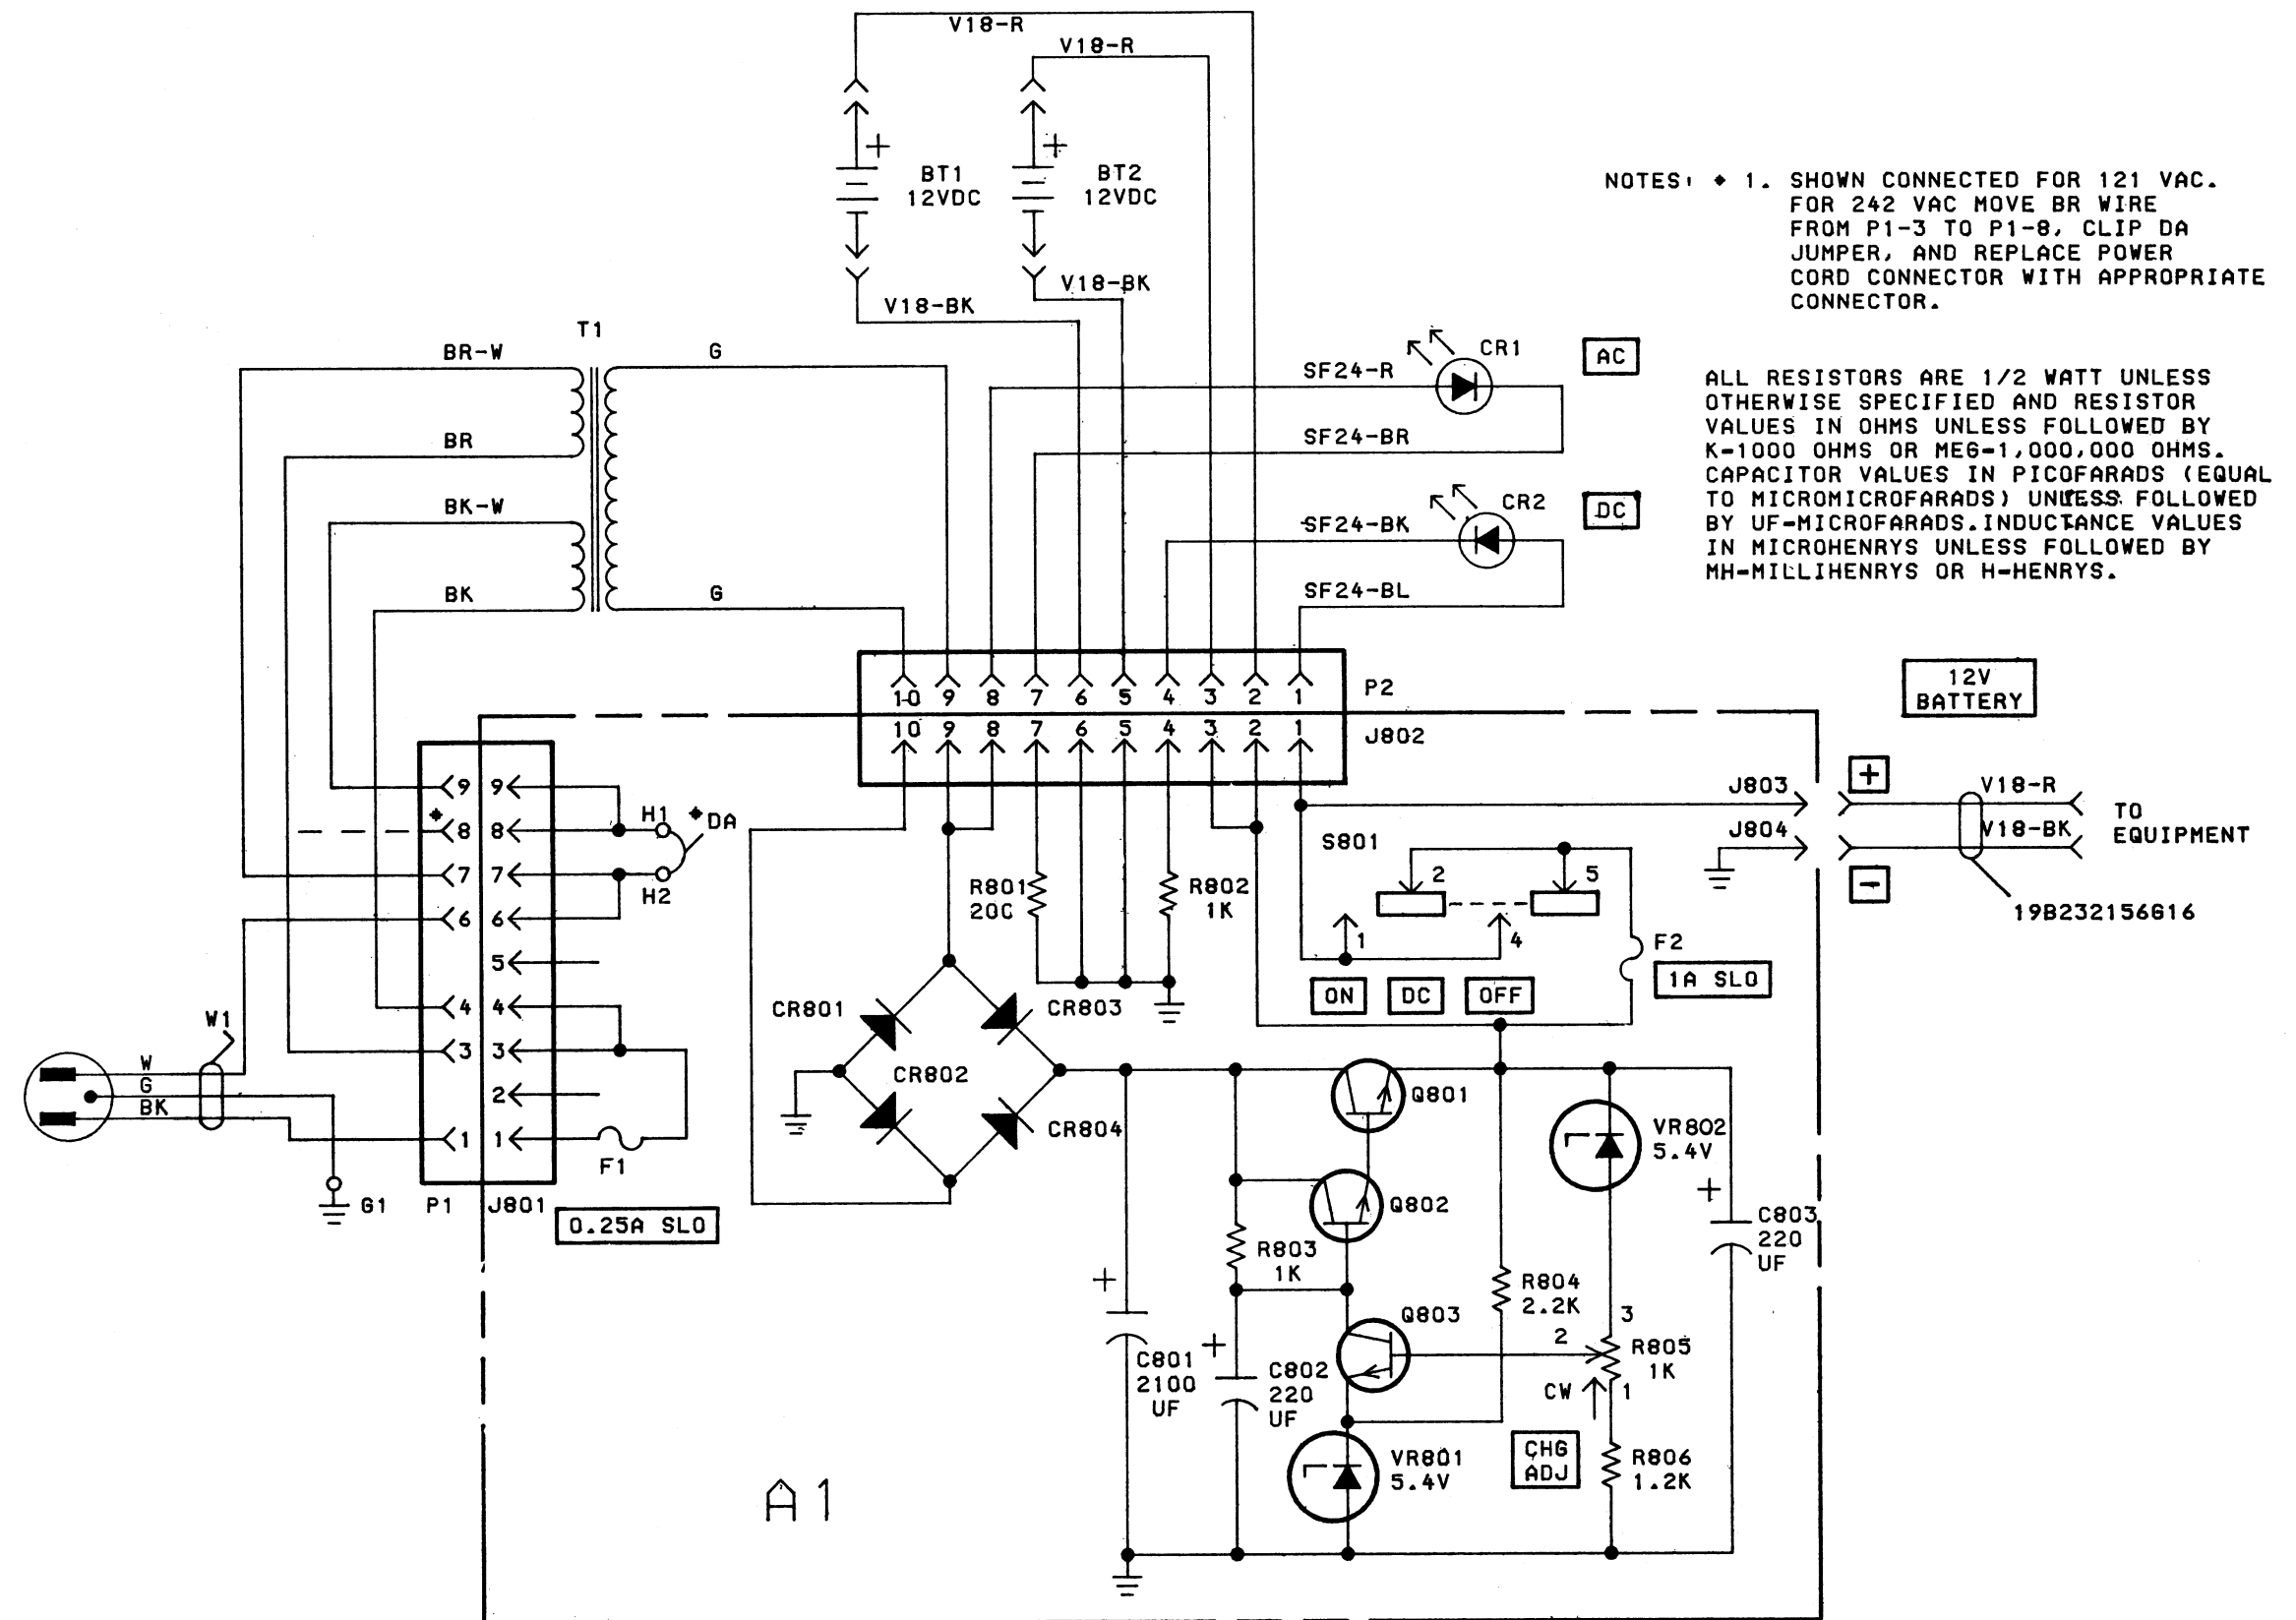 V18-R
V18-R
+
+
BT1
12VDC
BT2
12VDC
V18-BK
V18-BK
NOTES: * 1. SHOWN CONNECTED FOR 121 VAC.
FOR 242 VAC MOVE BR WIRE
FROM P1-3 TO P1-8, CLIP DA
JUMPER, AND REPLACE POWER
CORD CONNECTOR WITH APPROPRIATE
CONNECTOR.
T1
BR-W
G
BR
BK-W
BK
G
SF24-R
CR1
AC
SF24-BR
SF24-BK
CR2
DC
SF24-BL
ALL RESISTORS ARE 1/2 WATT UNLESS
OTHERWISE SPECIFIED AND RESISTOR
VALUES IN OHMS UNLESS FOLLOWED BY
K=1000 OHMS OR MEG=1,000,000 OHMS.
CAPACITOR VALUES IN PICOFARADS (EQUAL
TO MICROMICROFARADS) UNLESS FOLLOWED
BY UF=MICROFARADS.INDUCTANCE VALUES
IN MICROHENRYS UNLESS FOLLOWED BY
MH=MILLIHENRYS OR H=HENRYS.
10 9 8 7 6 5 4 3 2 1
P2
10 9 8 7 6 5 4 3 2 1
J802
12V
BATTERY
+
J803
V18-R
J804
V18-BK
-
TO
EQUIPMENT
19B232156G16
9 9
* 8 8
7 7
6 6
5
4 4
3 3
2
1 1
H1
*DA
H2
F1
P1
J801
0.25A SLO
W1
W
G
BK
G1
R801
200
R802
1K
S801
2
5
1
4
ON
DC
OFF
F2
1A SLO
CR801
CR803
CR802
CR804
Q801
Q802
VR802
5.4V
+
C803
220
UF
R803
1K
R804
2.2K
+
C801
2100
UF
+
C802
220
UF
Q803
3
2
R805
1K
CW
1
CHG
ADJ
R806
1.2K
VR801
5.4V
A1